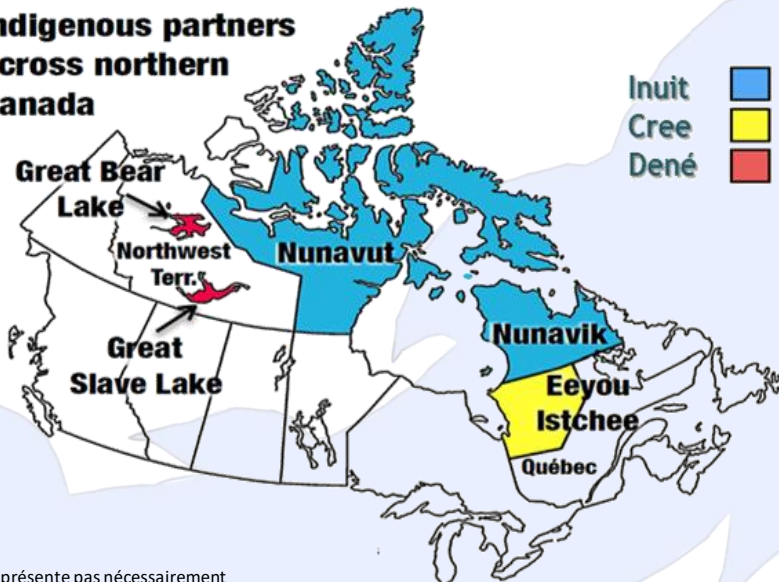 ndigenous partners
cross northern
anada
Inuit
Cree
Dené
Great Bear
Lake
Northwest
Terr.
Nunavut
Great
Slave Lake
Nunavik
Eeyou
Istchee
Québec
présente pas nécessairement